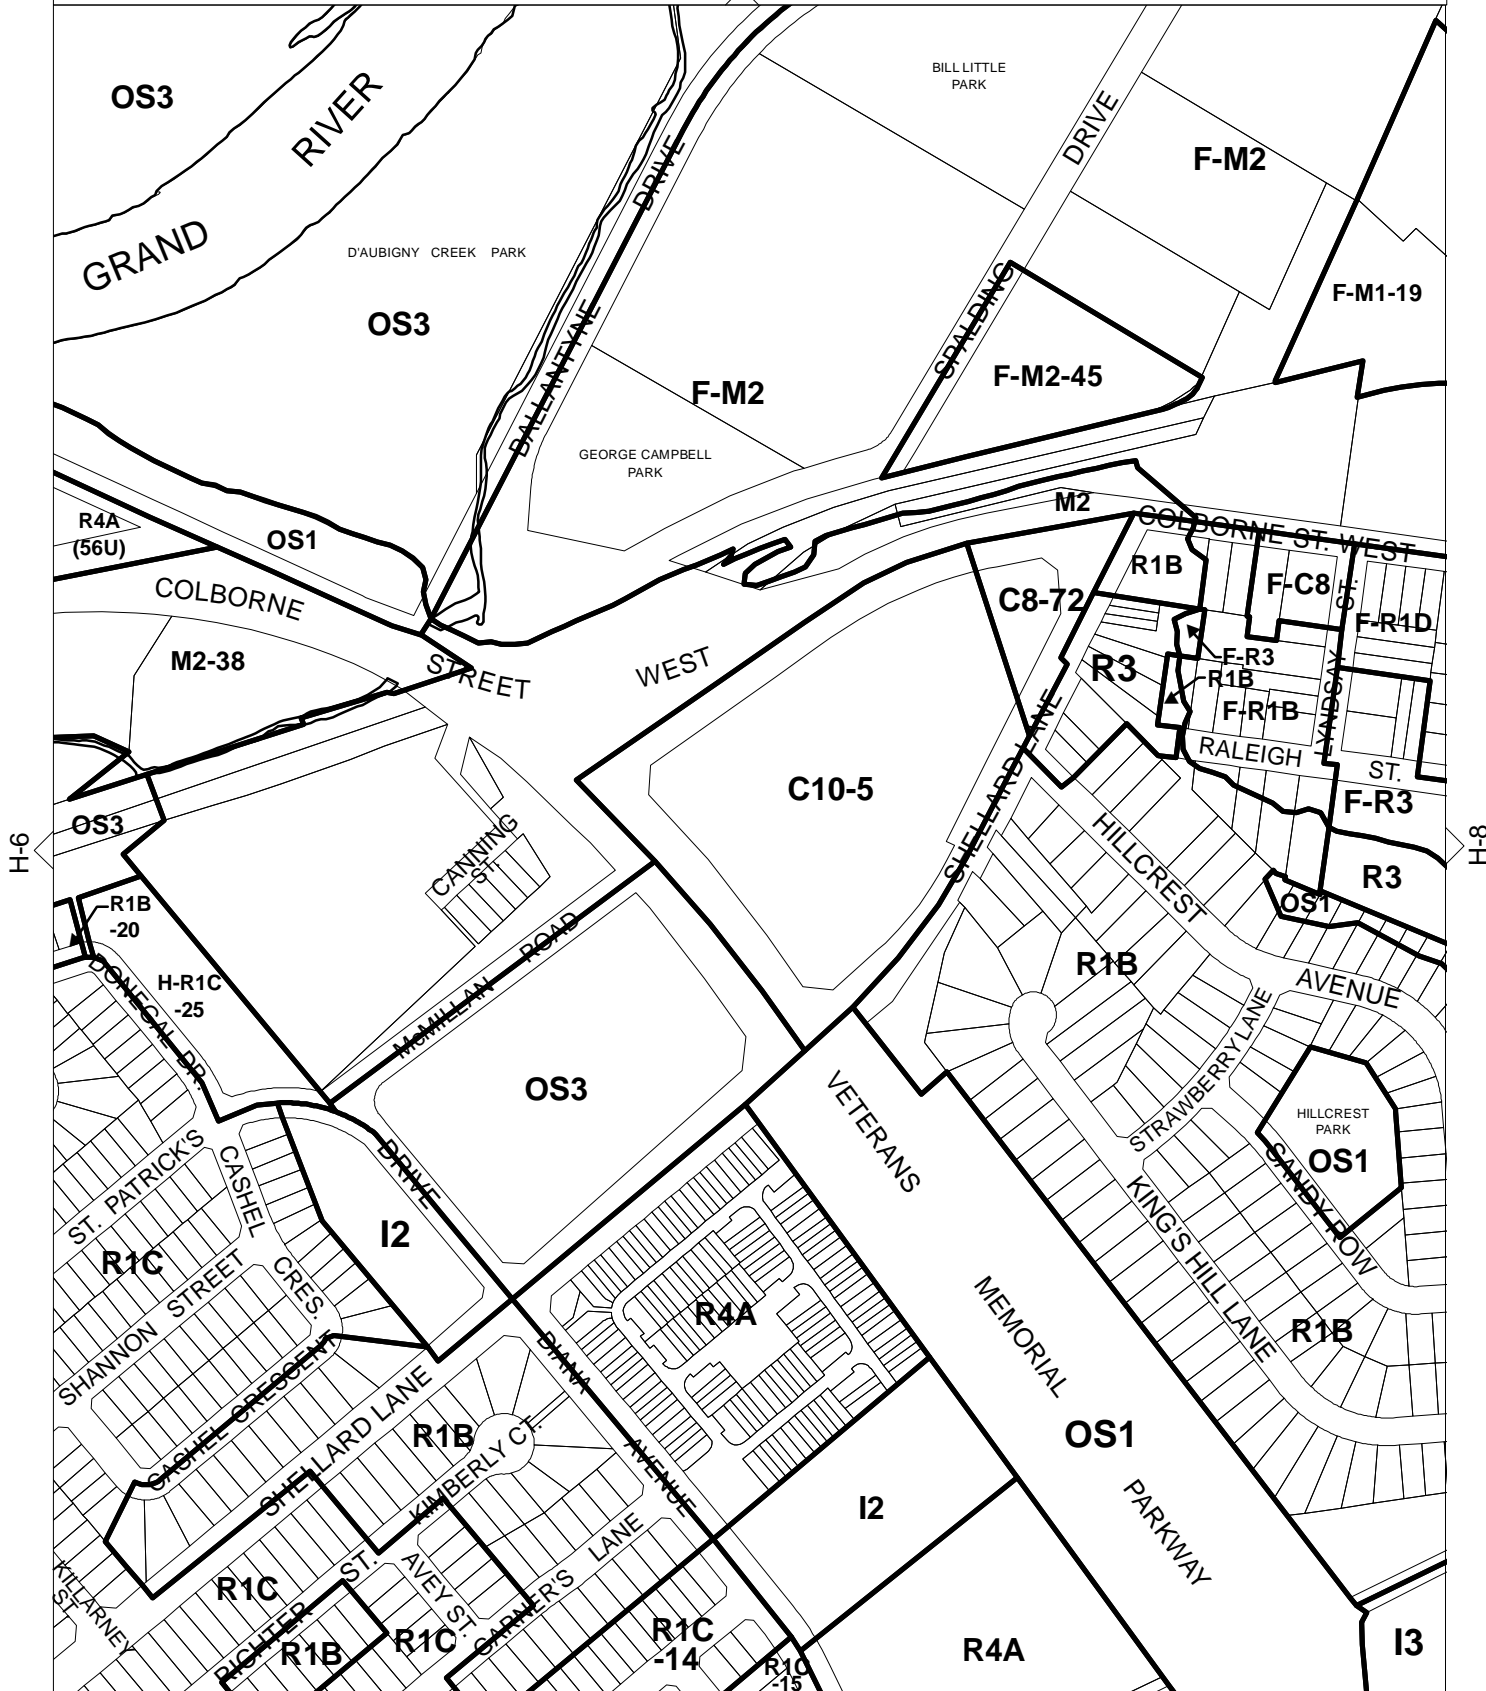 OS3
GRAND
RIVER
D'AUBIGNY CREEK PARK
OS3
BALLANTYNE
DRIVE
BILL LITTLE
PARK
SPALDING
DRIVE
F-M2
F-M1-19
F-M2-45
F-M2
GEORGE CAMPBELL
PARK
R4A
(56U)
OS1
COLBORNE
STREET
WEST
M2
COLBORNE ST. WEST
R1B
F-C8
C8-72
F-R1D
M2-38
R3
F-R3
R1B
F-R1B
LYNDSAY
ST.
RALEIGH
ST.
F-R3
C10-5
SHELLARD LANE
OS3
H-6
H-8
CANNING
ST.
HILLCREST
AVENUE
R3
OS1
R1B
-20
H-R1C
-25
DONEGAL DR.
McMILLAN
ROAD
R1B
STRAWBERRY LANE
OS3
VETERANS
MEMORIAL
PARKWAY
HILLCREST
PARK
OS1
SANDY ROW
KING'S HILL LANE
R1B
ST. PATRICK'S
CASHEL
CRES.
DRIVE
I2
R1C
SHANNON STREET
R4A
CASHEL CRESCENT
SHELLARD LANE
DIANA
AVENUE
R1B
KIMBERLY CT.
OS1
I2
KILLARNEY
ST.
R1C
RICHTER
ST.
AVEY ST.
GARNER'S
LANE
R1B
R1C
R1C
-14
R1C
-15
R4A
I3